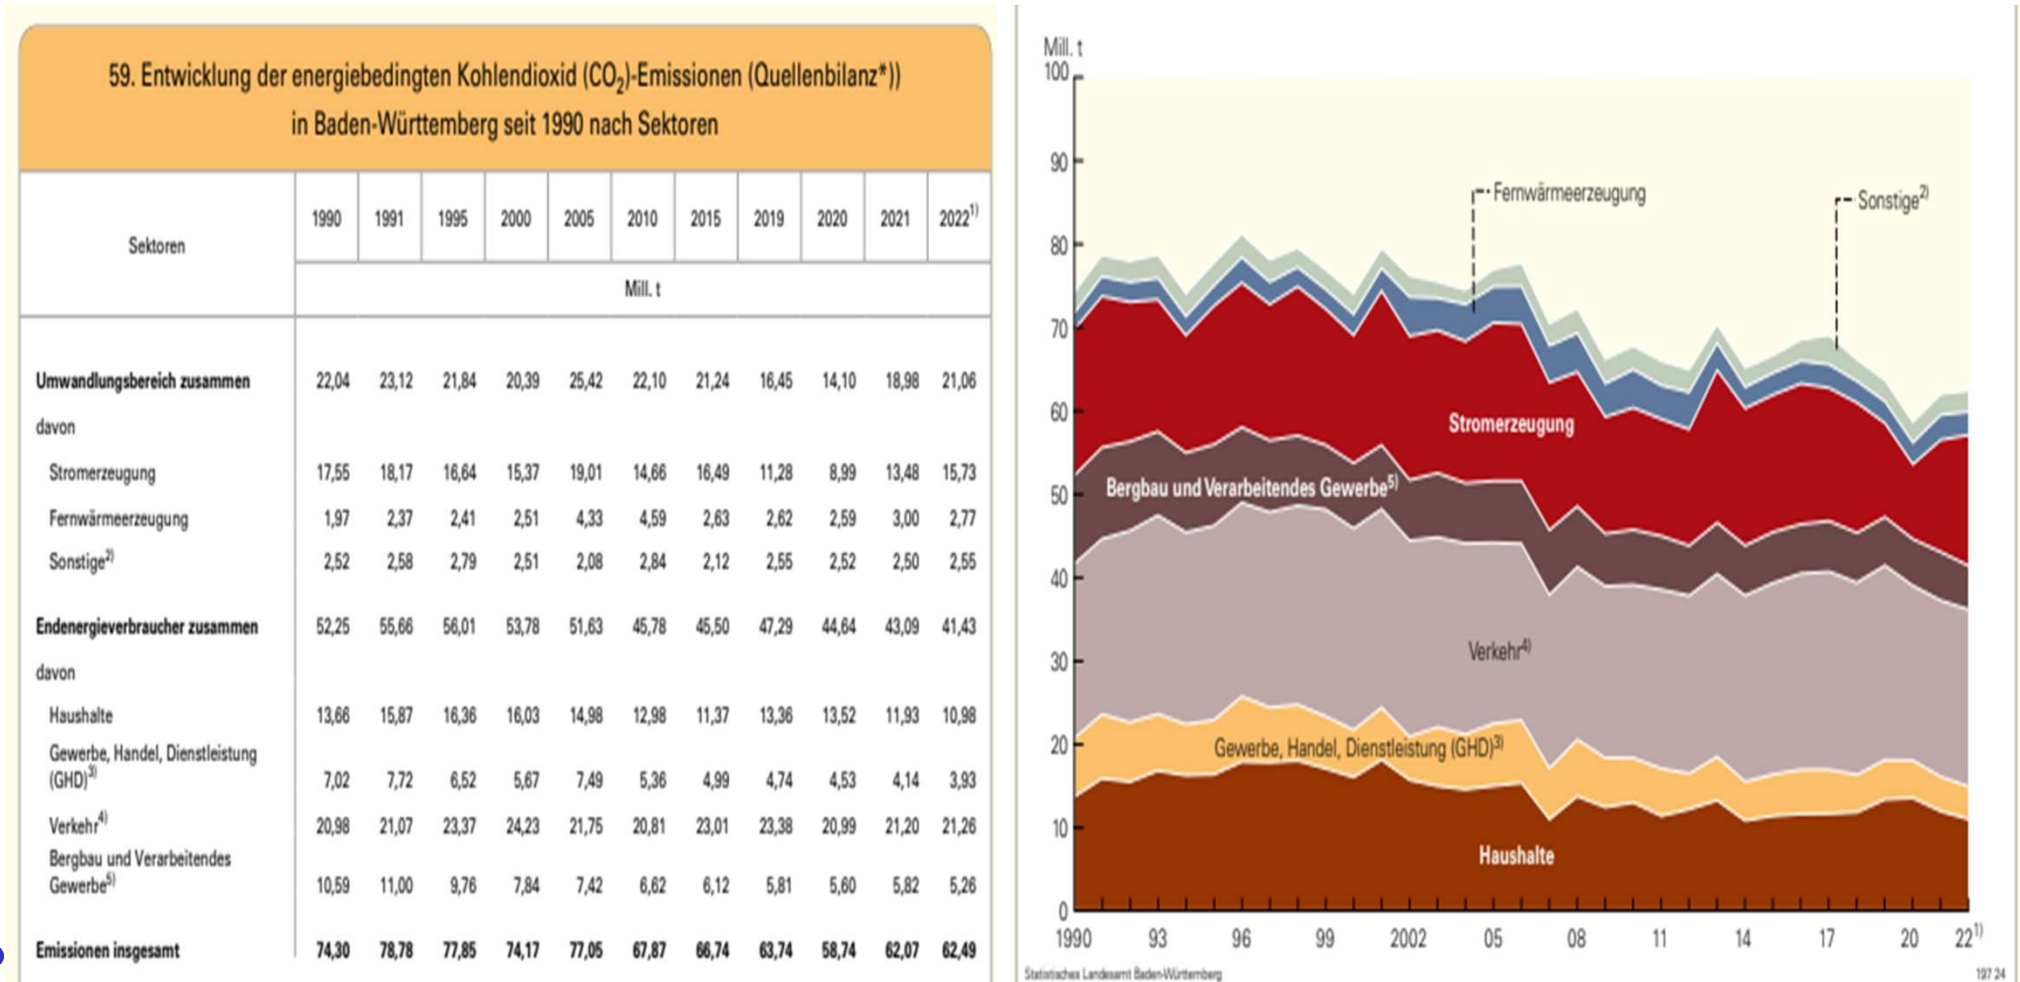 59. Entwicklung der energiebedingten Kohlendioxid (CO2)-Emissionen (Quellenbilanz*))
in Baden-Württemberg seit 1990 nach Sektoren
Sektoren
1990 1991 1995 2000 2005 2010 2015 2019 2020 2021 2022¹⁾
Mill. t
Umwandlungsbereich zusammen 22,04 23,12 21,84 20,39 25,42 22,10 21,24 16,45 14,10 18,98 21,06
davon
Stromerzeugung 17,55 18,17 16,64 15,37 19,01 14,66 16,49 11,28 8,99 13,48 15,73
Fernwärmeerzeugung 1,97 2,37 2,41 2,51 4,33 4,59 2,63 2,62 2,59 3,00 2,77
Sonstige²⁾ 2,52 2,58 2,79 2,51 2,08 2,84 2,12 2,55 2,52 2,50 2,55
Endenergieverbraucher zusammen 52,25 55,66 56,01 53,78 51,63 45,78 45,50 47,29 44,64 43,09 41,43
davon
Haushalte 13,66 15,87 16,36 16,03 14,98 12,98 11,37 13,36 13,52 11,93 10,98
Gewerbe, Handel, Dienstleistung
(GHD)³⁾ 7,02 7,72 6,52 5,67 7,49 5,36 4,99 4,74 4,53 4,14 3,93
Verkehr⁴⁾ 20,98 21,07 23,37 24,23 21,75 20,81 23,01 23,38 20,99 21,20 21,26
Bergbau und Verarbeitendes
Gewerbe⁵⁾ 10,59 11,00 9,76 7,84 7,42 6,62 6,12 5,81 5,60 5,82 5,26
Emissionen insgesamt 74,30 78,78 77,85 74,17 77,05 67,87 66,74 63,74 58,74 62,07 62,49
Mill. t
100
90
80
70
60
50
40
30
20
10
0
Fernwärmeerzeugung
Sonstige²⁾
Stromerzeugung
Bergbau und Verarbeitendes Gewerbe⁵⁾
Verkehr⁴⁾
Gewerbe, Handel, Dienstleistung (GHD)³⁾
Haushalte
1990 93 96 99 2002 05 08 11 14 17 20 22¹⁾
Statistisches Landesamt Baden-Württemberg
197 24